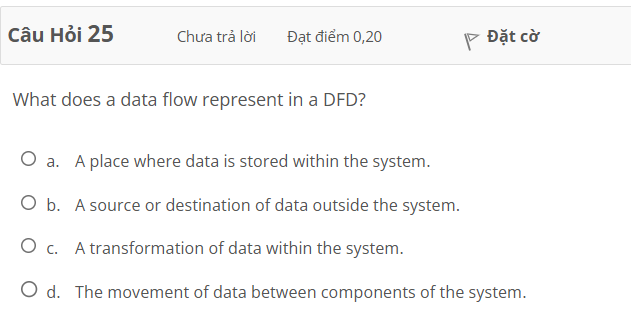 Câu Hỏi 25 Chưa trả lời Đạt điểm 0,20 Đặt cờ
What does a data flow represent in a DFD?
a. A place where data is stored within the system.
b. A source or destination of data outside the system.
c. A transformation of data within the system.
d. The movement of data between components of the system.